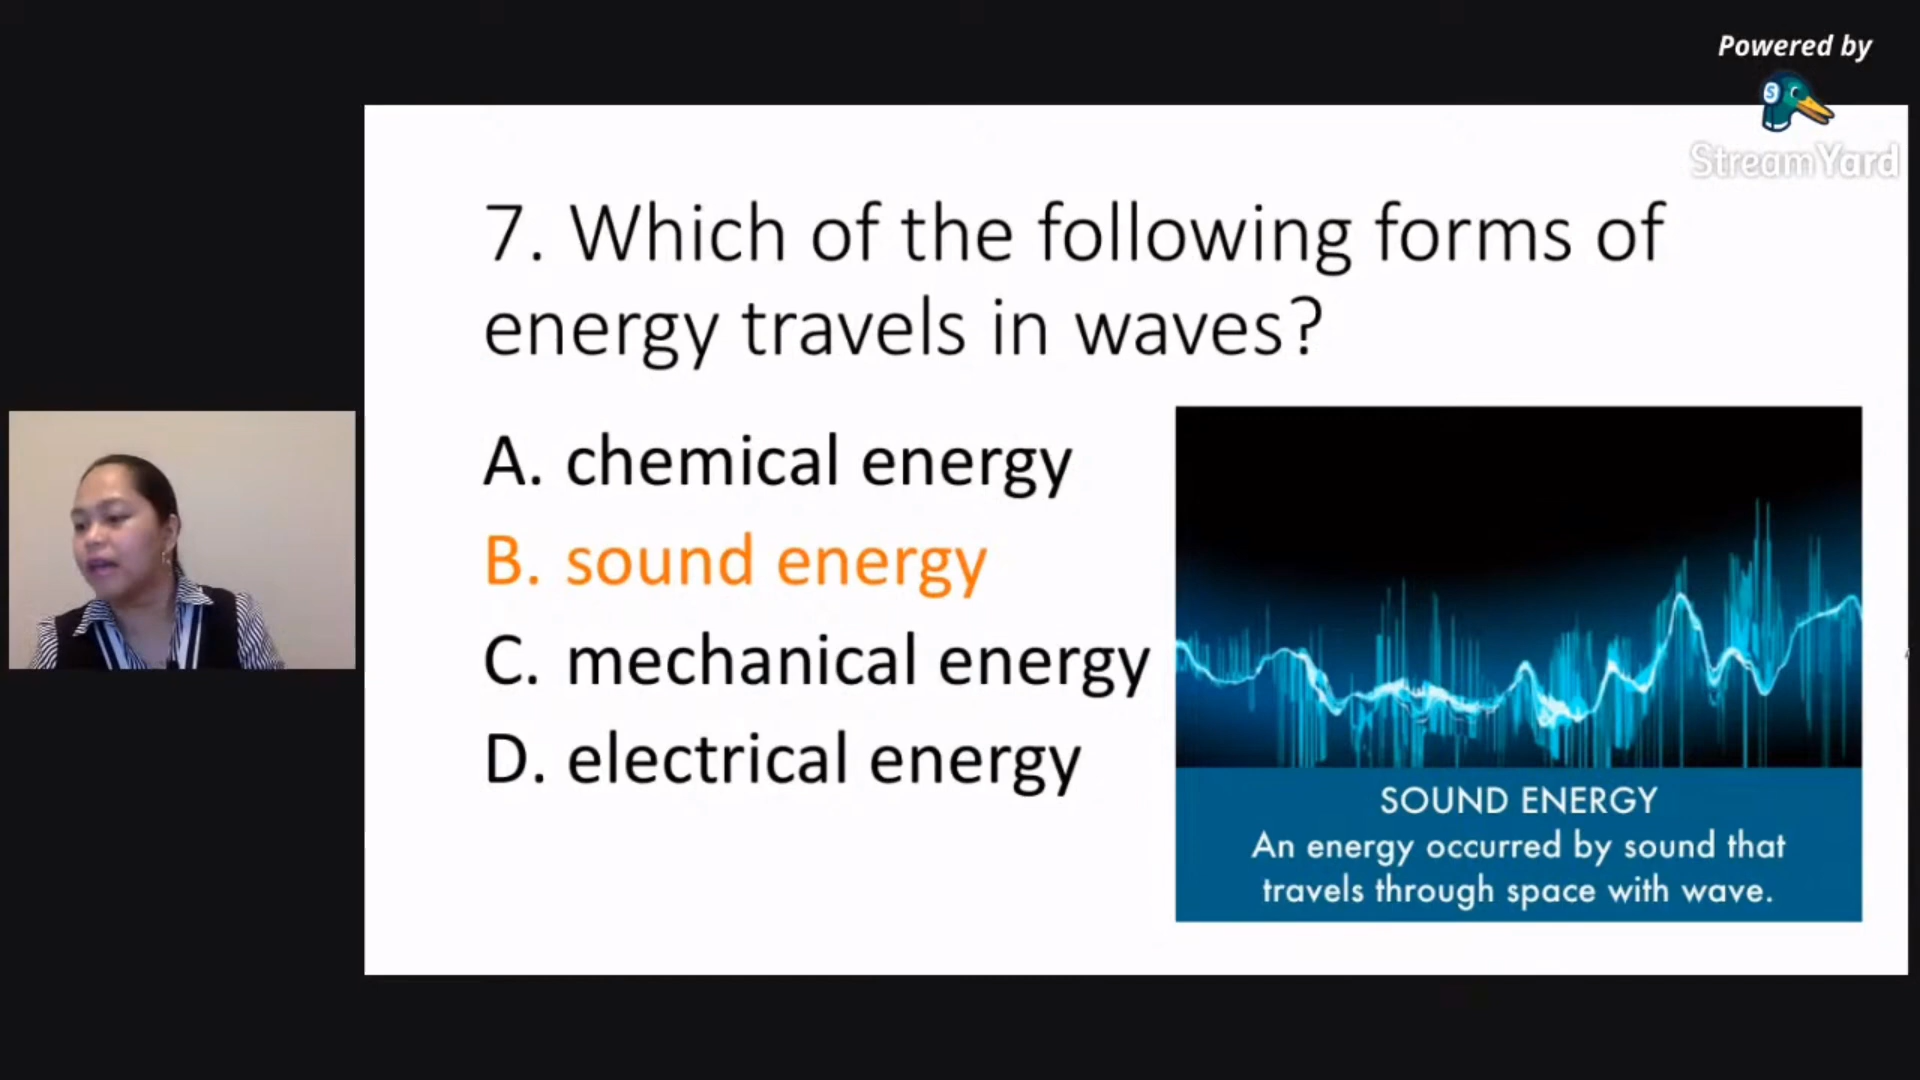 Powered by
StreamYard
7. Which of the following forms of
energy travels in waves?
A. chemical energy
B. sound energy
C. mechanical energy
D. electrical energy
SOUND ENERGY
An energy occurred by sound that
travels through space with wave.